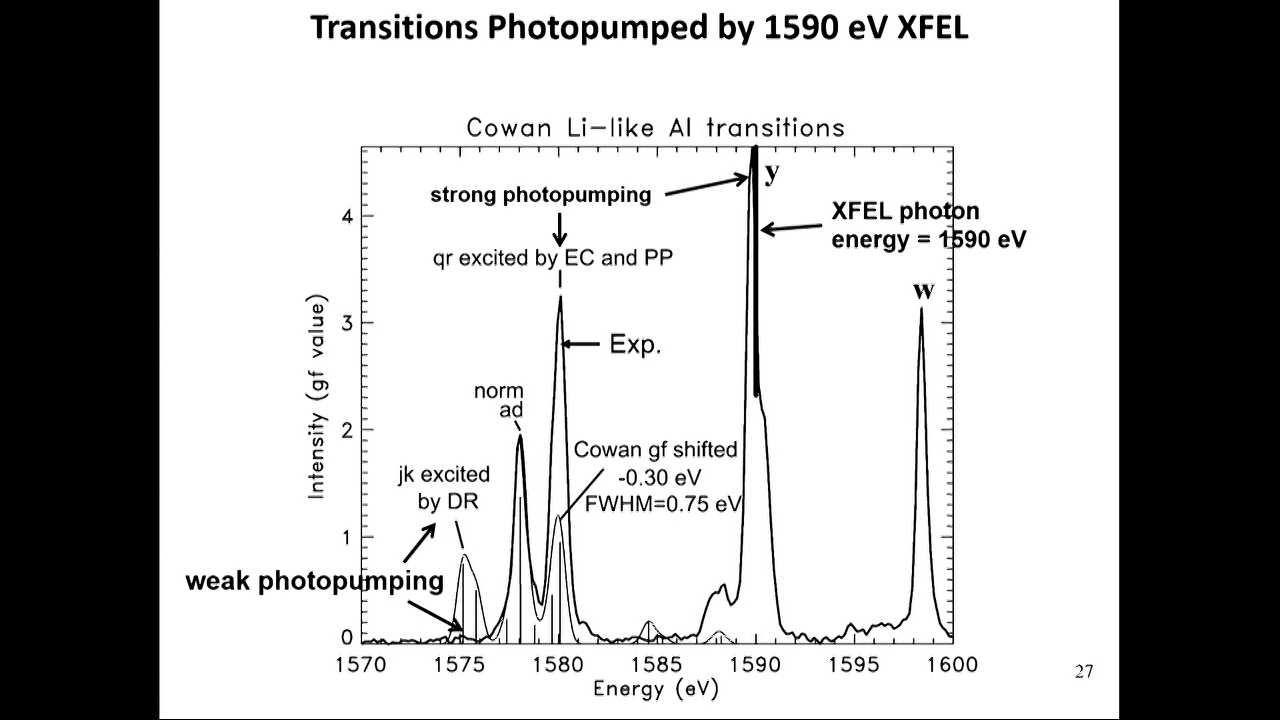 Transitions Photopumped by 1590 eV XFEL
Cowan Li-like Al transitions
strong photopumping
y
XFEL photon
energy = 1590 eV
qr excited by EC and PP
w
Exp.
norm
ad
Cowan gf shifted
-0.30 eV
FWHM=0.75 eV
jk excited
by DR
weak photopumping
Intensity (gf value)
4
3
2
1
0
1570 1575 1580 1585 1590 1595 1600
Energy (eV)
27